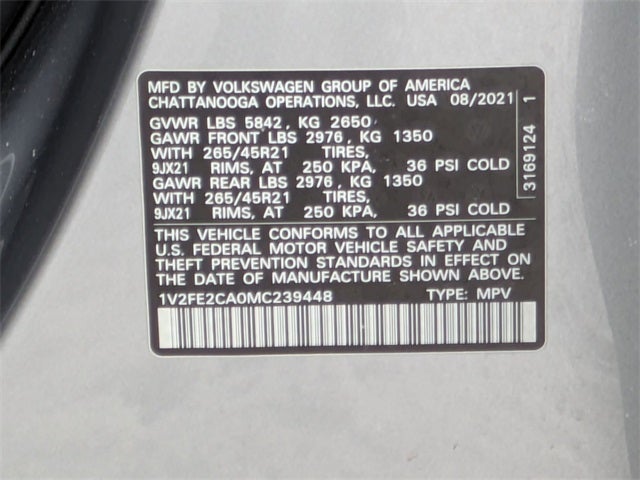 MFD BY VOLKSWAGEN GROUP OF AMERICA
CHATTANOOGA OPERATIONS, LLC. USA 08/2021
GVWR LBS 5842, KG 2650
GAWR FRONT LBS 2976, KG 1350
WITH 265/45R21 TIRES,
9JX21 RIMS, AT 250 KPA, 36 PSI COLD
GAWR REAR LBS 2976, KG 1350
WITH 265/45R21 TIRES,
9JX21 RIMS, AT 250 KPA, 36 PSI COLD
THIS VEHICLE CONFORMS TO ALL APPLICABLE
U.S. FEDERAL MOTOR VEHICLE SAFETY AND
THEFT PREVENTION STANDARDS IN EFFECT ON
THE DATE OF MANUFACTURE SHOWN ABOVE.
1V2FE2CA0MC239448 TYPE: MPV
3169124 1